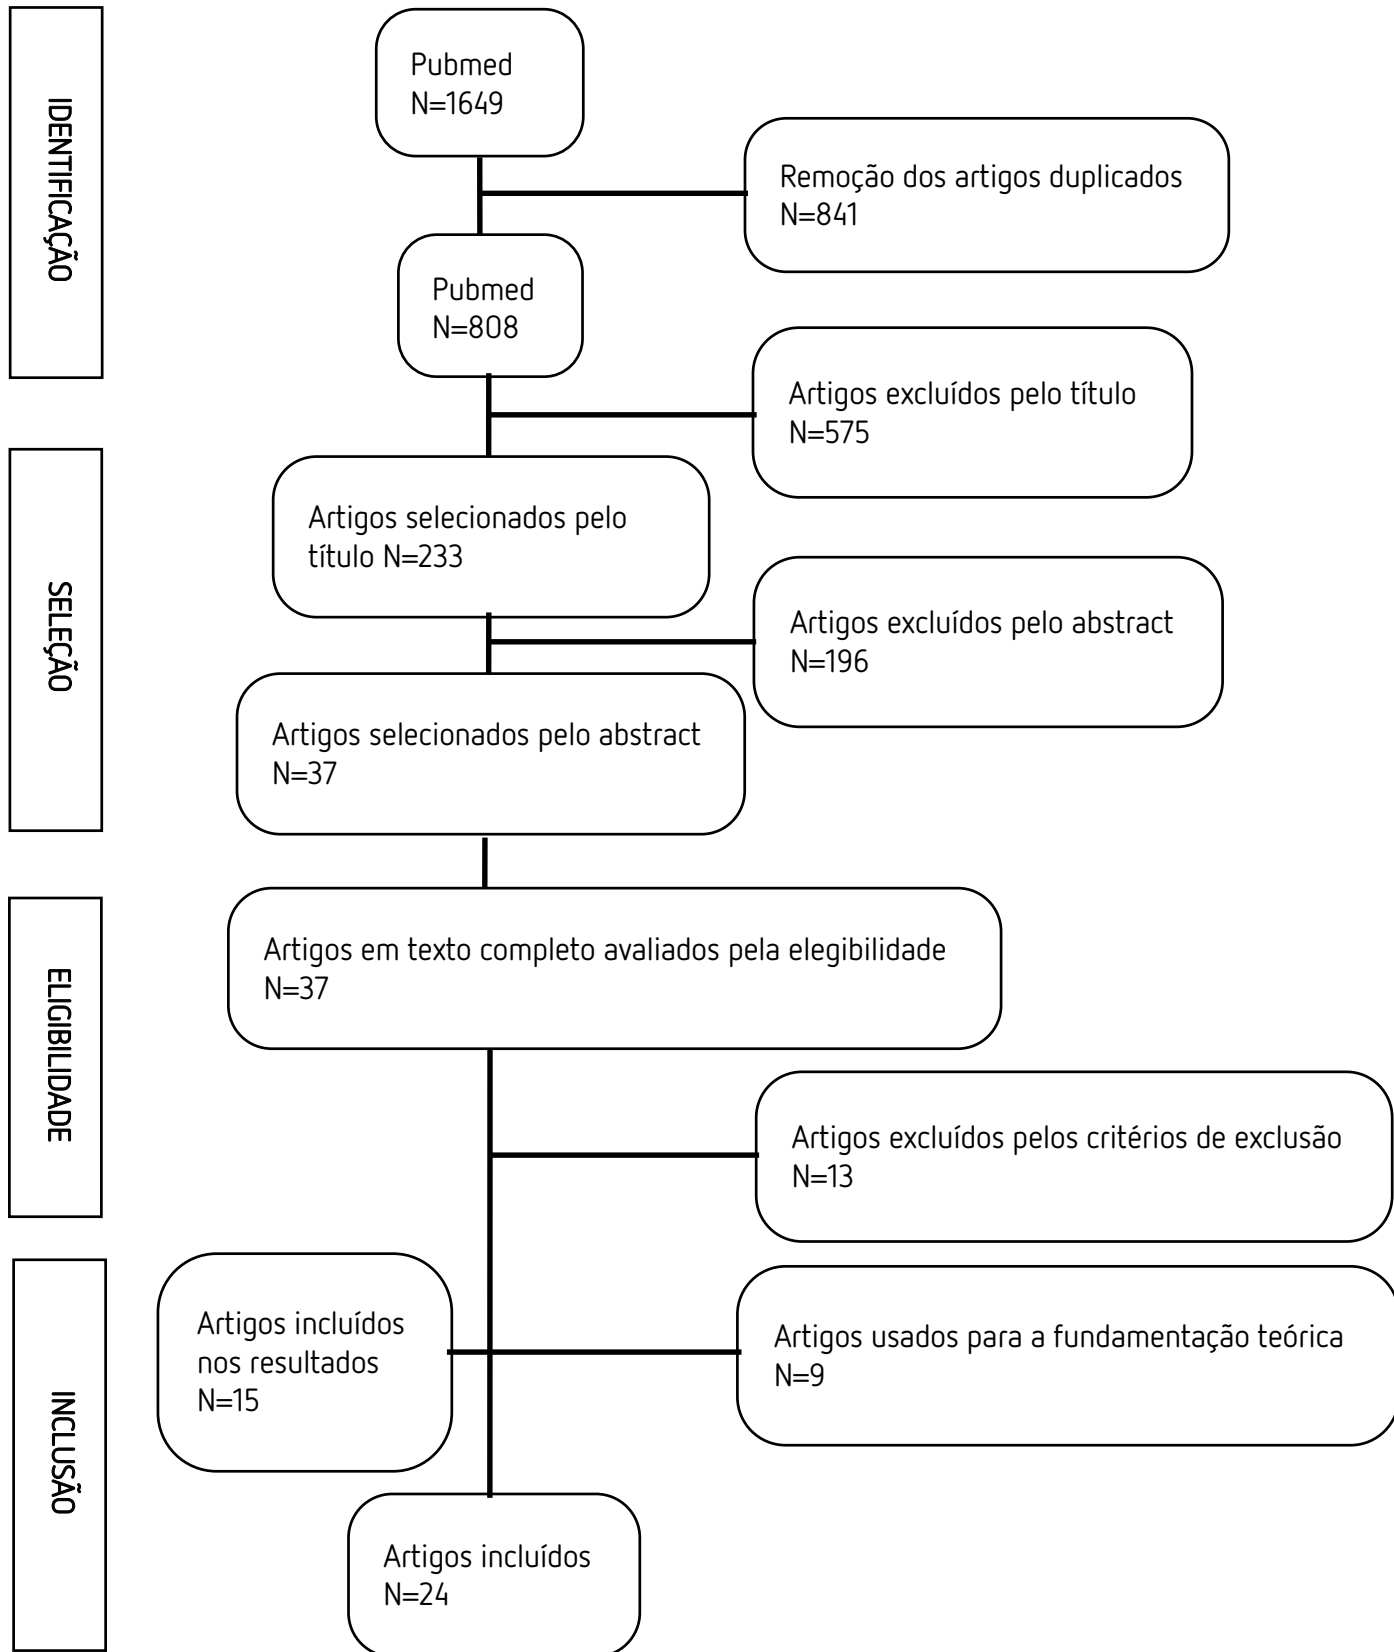 IDENTIFICAÇÃO
Pubmed
N=1649
Remoção dos artigos duplicados
N=841
Pubmed
N=808
Artigos excluídos pelo título
N=575
SELEÇÃO
Artigos selecionados pelo
título N=233
Artigos excluídos pelo abstract
N=196
Artigos selecionados pelo abstract
N=37
ELIGIBILIDADE
Artigos em texto completo avaliados pela elegibilidade
N=37
Artigos excluídos pelos critérios de exclusão
N=13
INCLUSÃO
Artigos incluídos
nos resultados
N=15
Artigos usados para a fundamentação teórica
N=9
Artigos incluídos
N=24